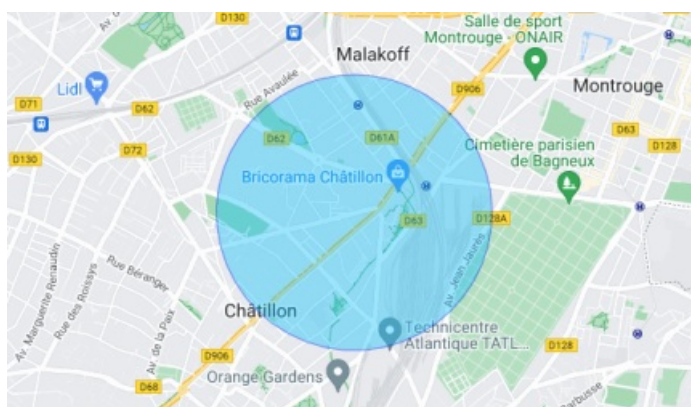 D130
Salle de sport
Montrouge - ONAIR
Malakoff
Lidl
Rue Avaulée
D906
Montrouge
D71
D62
D62
D61A
D63
D130
D72
Cimetière parisien
de Bagneux
D128
Bricorama Châtillon
D63
D128A
Rue Béranger
Av. Marguerite Renaudin
Rue des Roissys
Av. de la Paix
Av. Jean Jaurès
Châtillon
Technicentre
Atlantique TATL...
D906
D128
Orange Gardens
D68